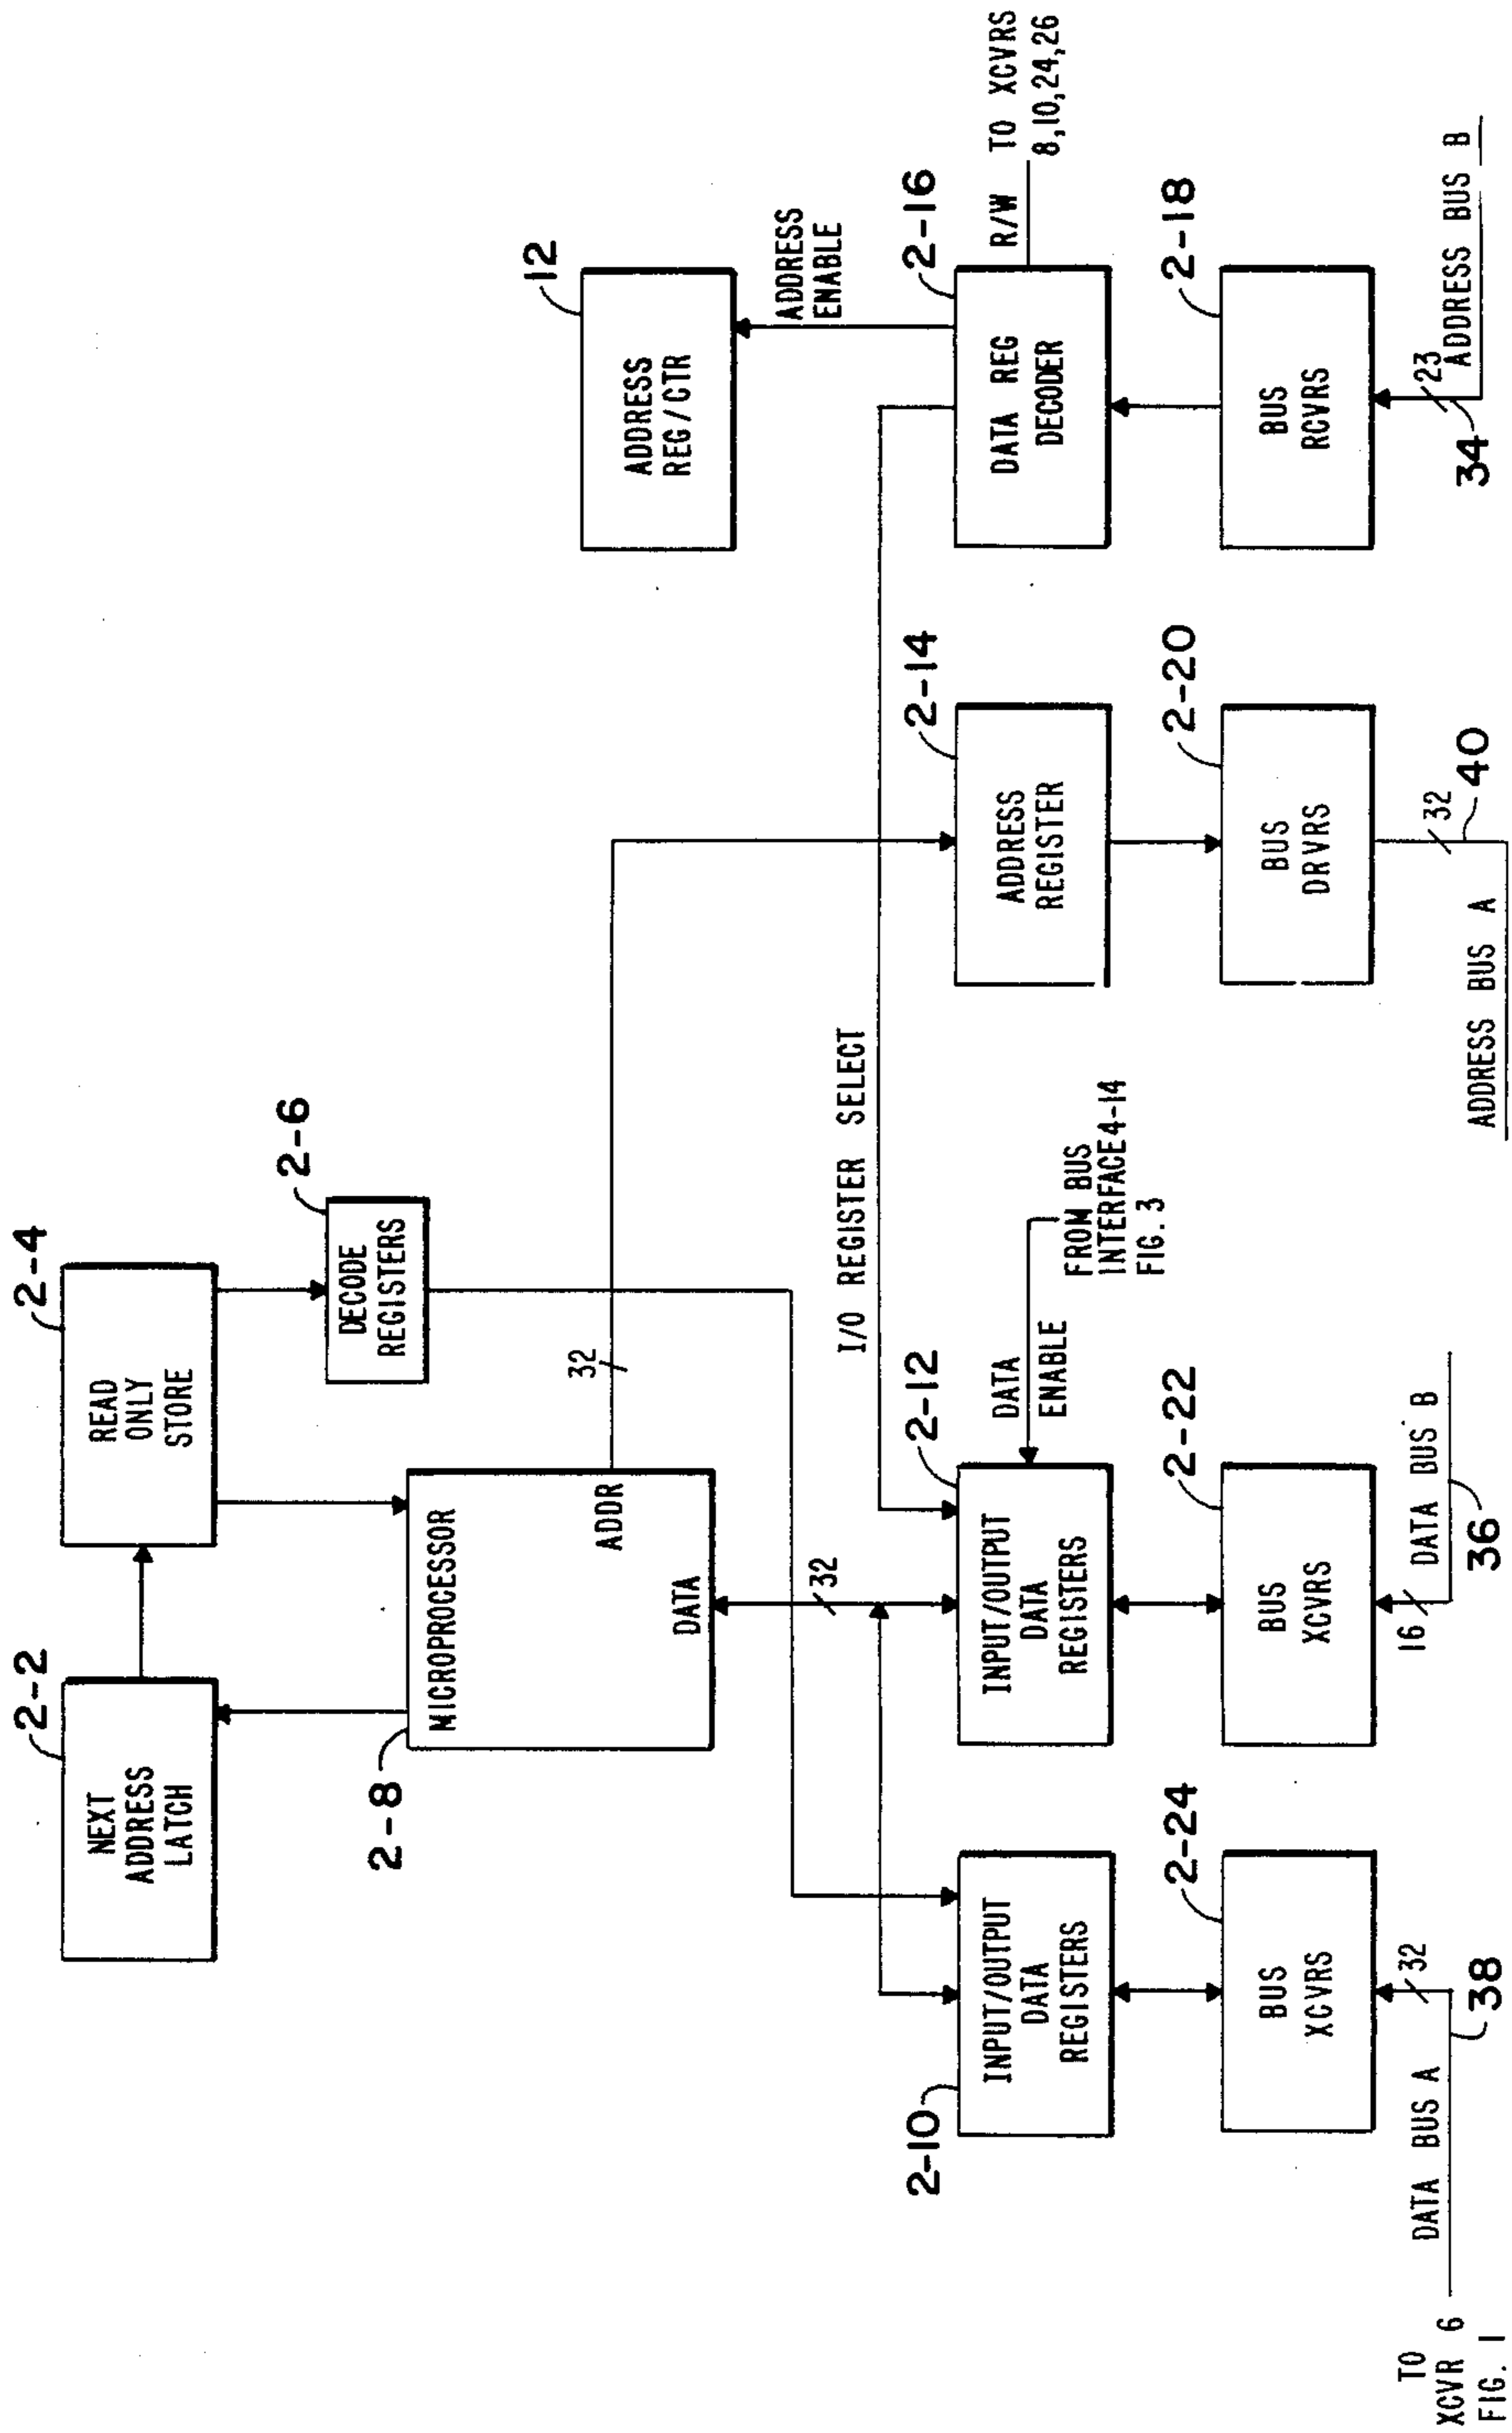 2-2
NEXT
ADDRESS
LATCH
2-4
READ
ONLY
STORE
2-6
DECODE
REGISTERS
2-8
MICROPROCESSOR
ADDR
DATA
32
32
12
ADDRESS
REG/CTR
ADDRESS
ENABLE
I/O REGISTER SELECT
2-10
INPUT/OUTPUT
DATA
REGISTERS
2-12
INPUT/OUTPUT
DATA
REGISTERS
DATA
ENABLE
FROM BUS
INTERFACE 4-14
FIG. 3
2-14
ADDRESS
REGISTER
2-16
DATA REG
DECODER
R/W TO XCVRS
8,10,24,26
2-24
BUS
XCVRS
2-22
BUS
XCVRS
2-20
BUS
DRVRS
2-18
BUS
RCVRS
TO
XCVR 6
FIG. 1
DATA BUS A
32
38
16
DATA BUS B
36
ADDRESS BUS A
32
40
23
34
ADDRESS BUS B